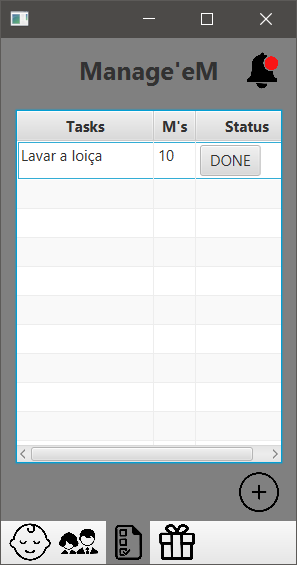 Manage'eM
Tasks M's Status
Lavar a loiça 10 DONE